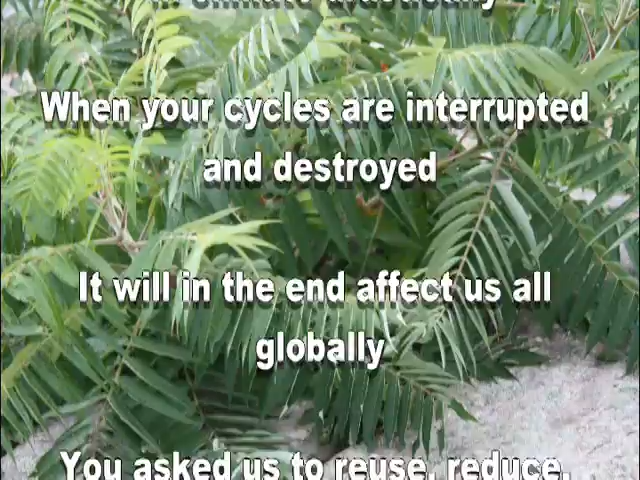 When your cycles are interrupted
and destroyed
It will in the end affect us all
globally
You asked us to reuse, reduce,